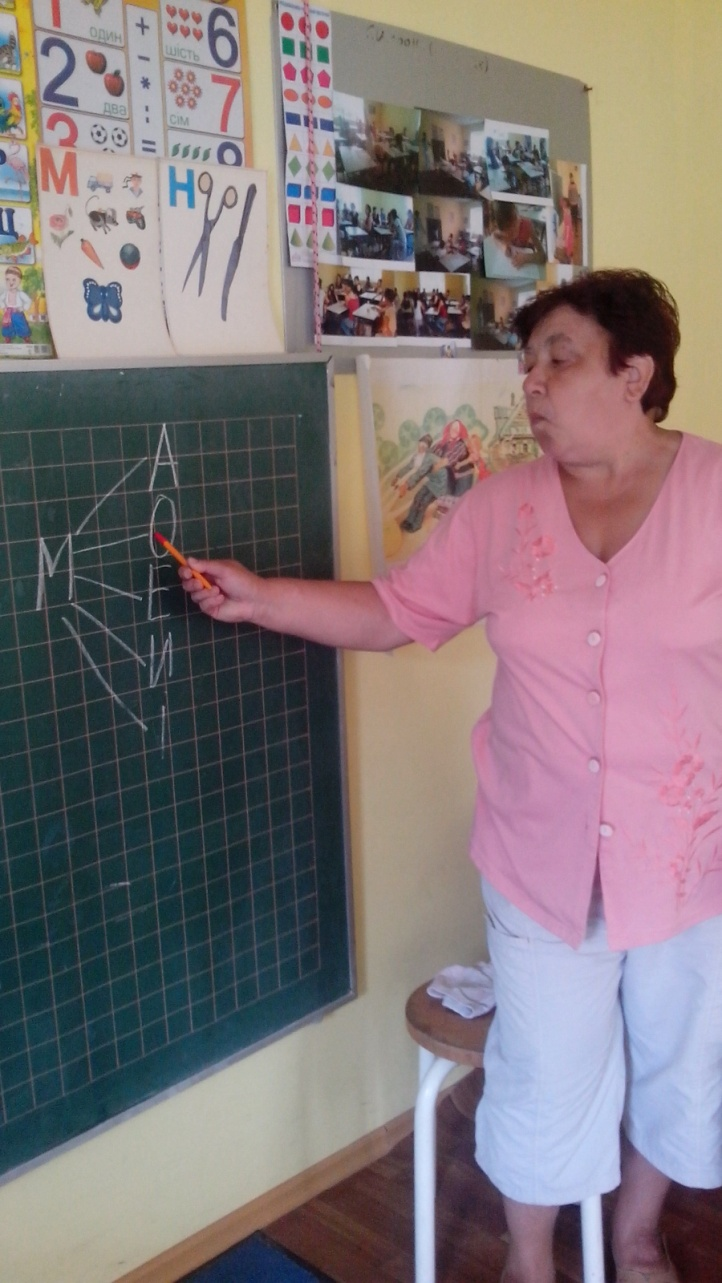 1
один
2
два
3
+
-
*
:
=
шість
6
7
сім
8
М
Н
Ц
М
А
О
Е
И
І